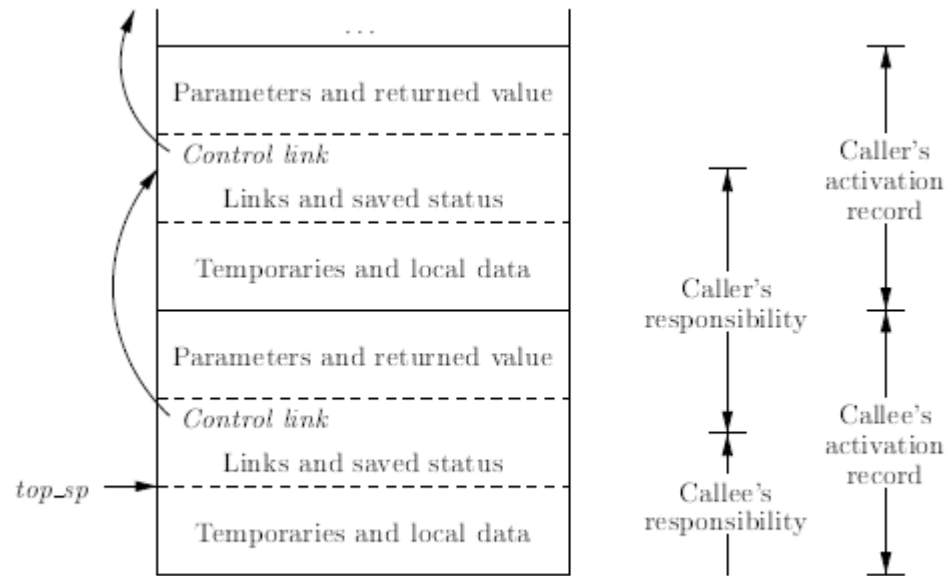 ...
Parameters and returned value
Control link
Links and saved status
Temporaries and local data
Parameters and returned value
Control link
Links and saved status
top_sp
Temporaries and local data
Caller's
responsibility
Callee's
responsibility
Caller's
activation
record
Callee's
activation
record